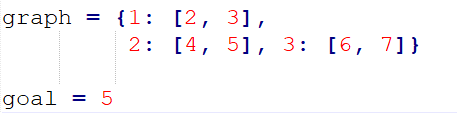 graph = {1: [2, 3],
2: [4, 5], 3: [6, 7]}
goal = 5